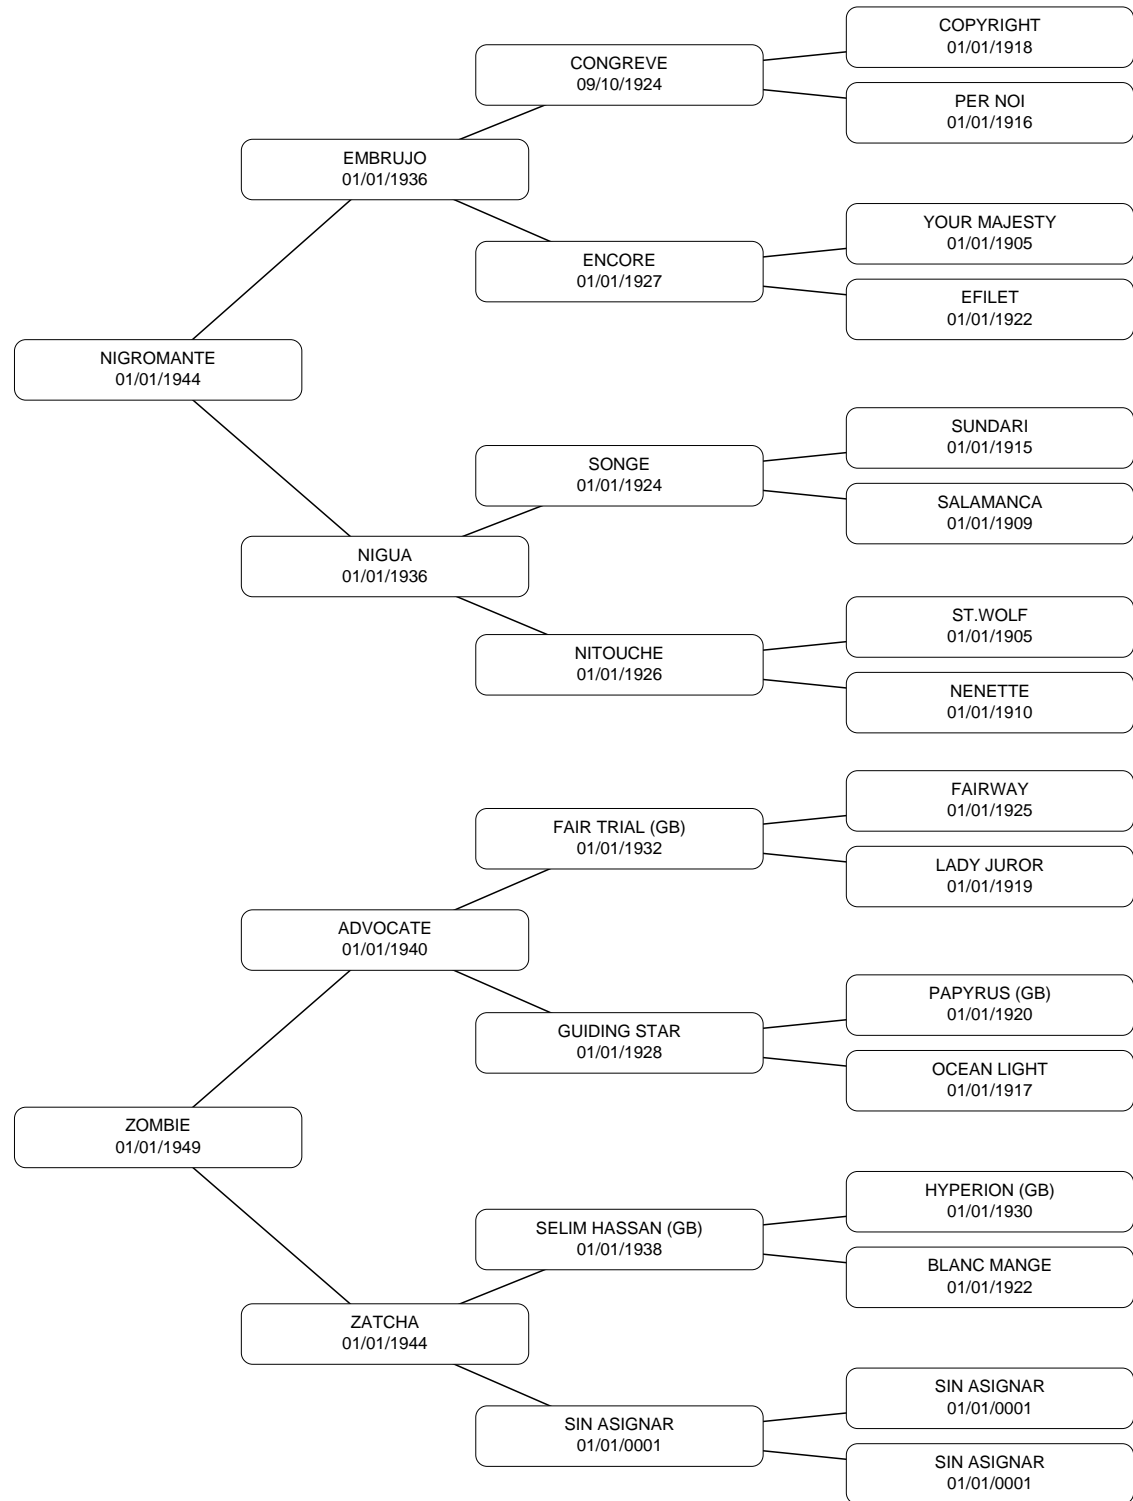 COPYRIGHT
01/01/1918
CONGREVE
09/10/1924
PER NOI
01/01/1916
EMBRUJO
01/01/1936
YOUR MAJESTY
01/01/1905
ENCORE
01/01/1927
EFILET
01/01/1922
NIGROMANTE
01/01/1944
SUNDARI
01/01/1915
SONGE
01/01/1924
SALAMANCA
01/01/1909
NIGUA
01/01/1936
ST.WOLF
01/01/1905
NITOUCHE
01/01/1926
NENETTE
01/01/1910
FAIRWAY
01/01/1925
FAIR TRIAL (GB)
01/01/1932
LADY JUROR
01/01/1919
ADVOCATE
01/01/1940
PAPYRUS (GB)
01/01/1920
GUIDING STAR
01/01/1928
OCEAN LIGHT
01/01/1917
ZOMBIE
01/01/1949
HYPERION (GB)
01/01/1930
SELIM HASSAN (GB)
01/01/1938
BLANC MANGE
01/01/1922
ZATCHA
01/01/1944
SIN ASIGNAR
01/01/0001
SIN ASIGNAR
01/01/0001
SIN ASIGNAR
01/01/0001